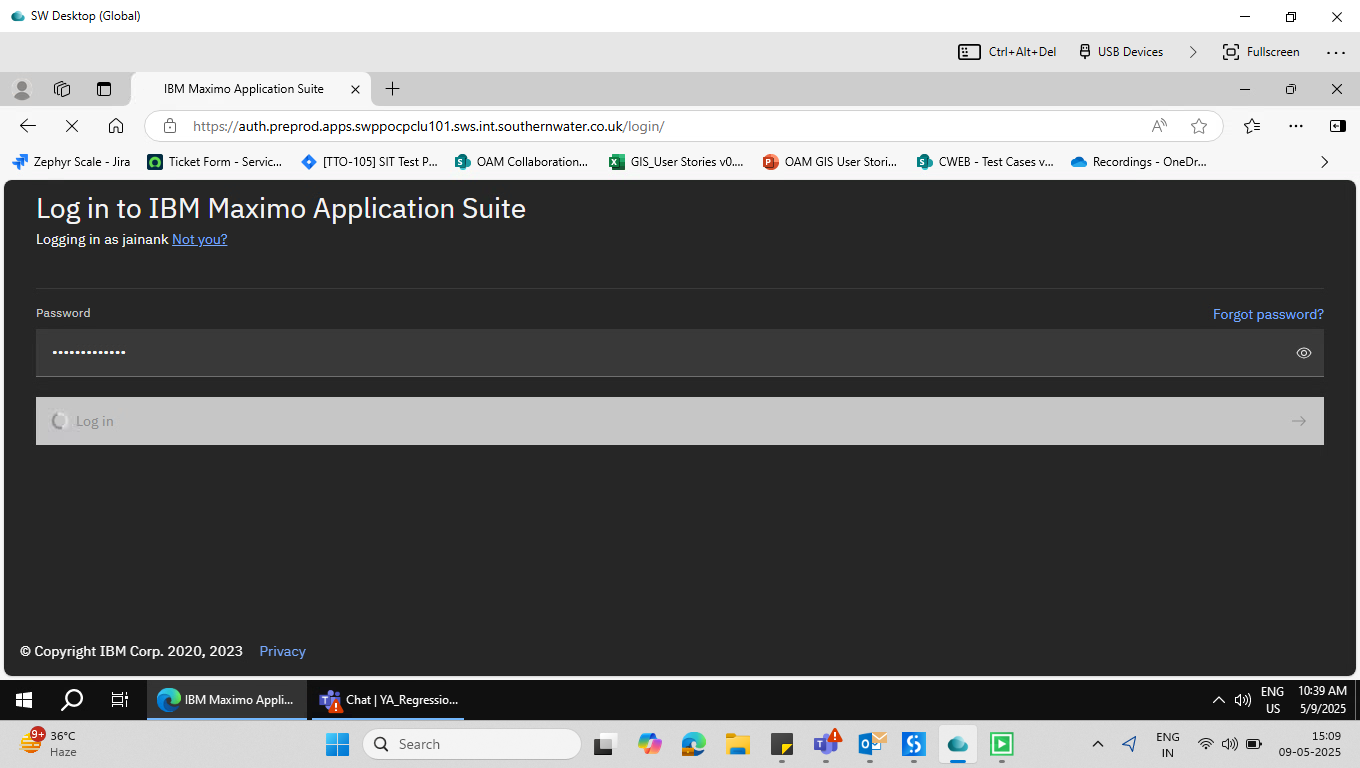 SW Desktop (Global)
Ctrl+Alt+Del
USB Devices
Fullscreen
IBM Maximo Application Suite
https://auth.preprod.apps.swppocpclu101.sws.int.southernwater.co.uk/login/
Zephyr Scale - Jira
Ticket Form - Servic...
[TTO-105] SIT Test P...
OAM Collaboration...
GIS_User Stories v0....
OAM GIS User Stori...
CWEB - Test Cases v...
Recordings - OneDr...
Log in to IBM Maximo Application Suite
Logging in as jainank Not you?
Password
Forgot password?
Log in
© Copyright IBM Corp. 2020, 2023 Privacy
IBM Maximo Appli...
Chat | YA_Regressio...
ENG
US
10:39 AM
5/9/2025
9+
36°C
Haze
Search
ENG
IN
15:09
09-05-2025